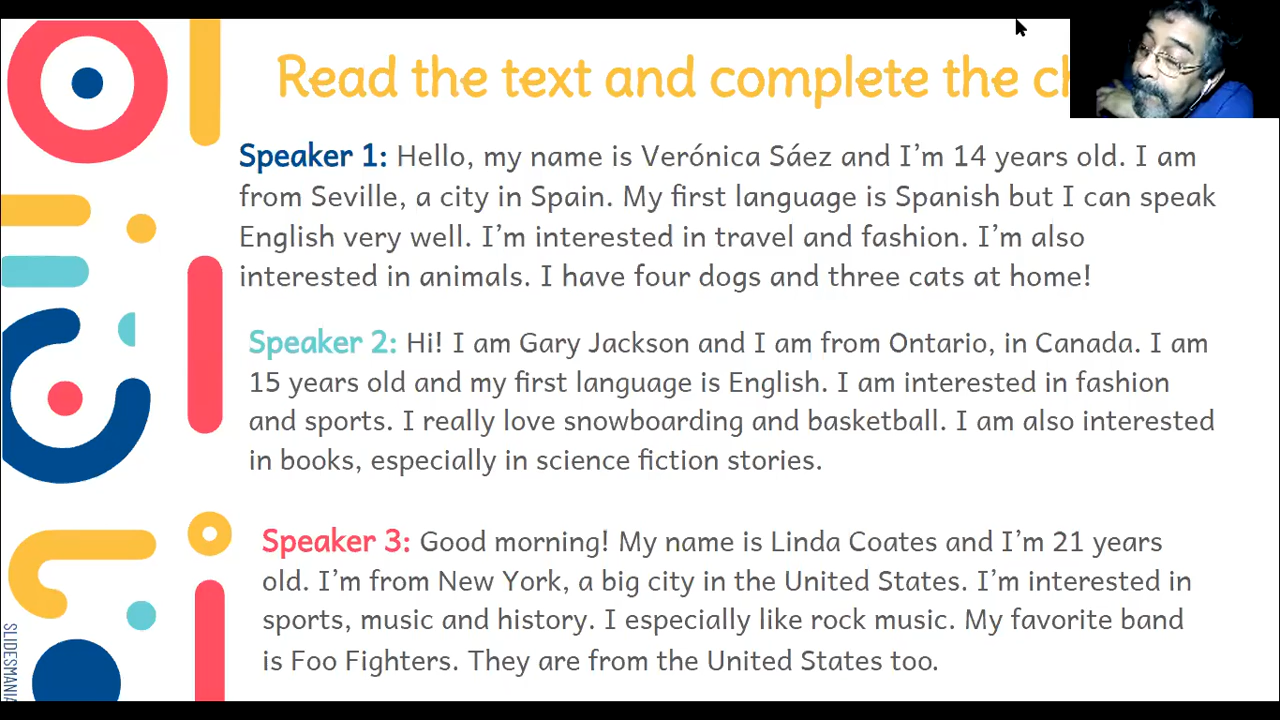 Read the text and complete the
Speaker 1: Hello, my name is Verónica Sáez and I'm 14 years old. I am
from Seville, a city in Spain. My first language is Spanish but I can speak
English very well. I'm interested in travel and fashion. I'm also
interested in animals. I have four dogs and three cats at home!
Speaker 2: Hi! I am Gary Jackson and I am from Ontario, in Canada. I am
15 years old and my first language is English. I am interested in fashion
and sports. I really love snowboarding and basketball. I am also interested
in books, especially in science fiction stories.
Speaker 3: Good morning! My name is Linda Coates and I'm 21 years
old. I'm from New York, a big city in the United States. I'm interested in
sports, music and history. I especially like rock music. My favorite band
is Foo Fighters. They are from the United States too.
SLIDESMANIA